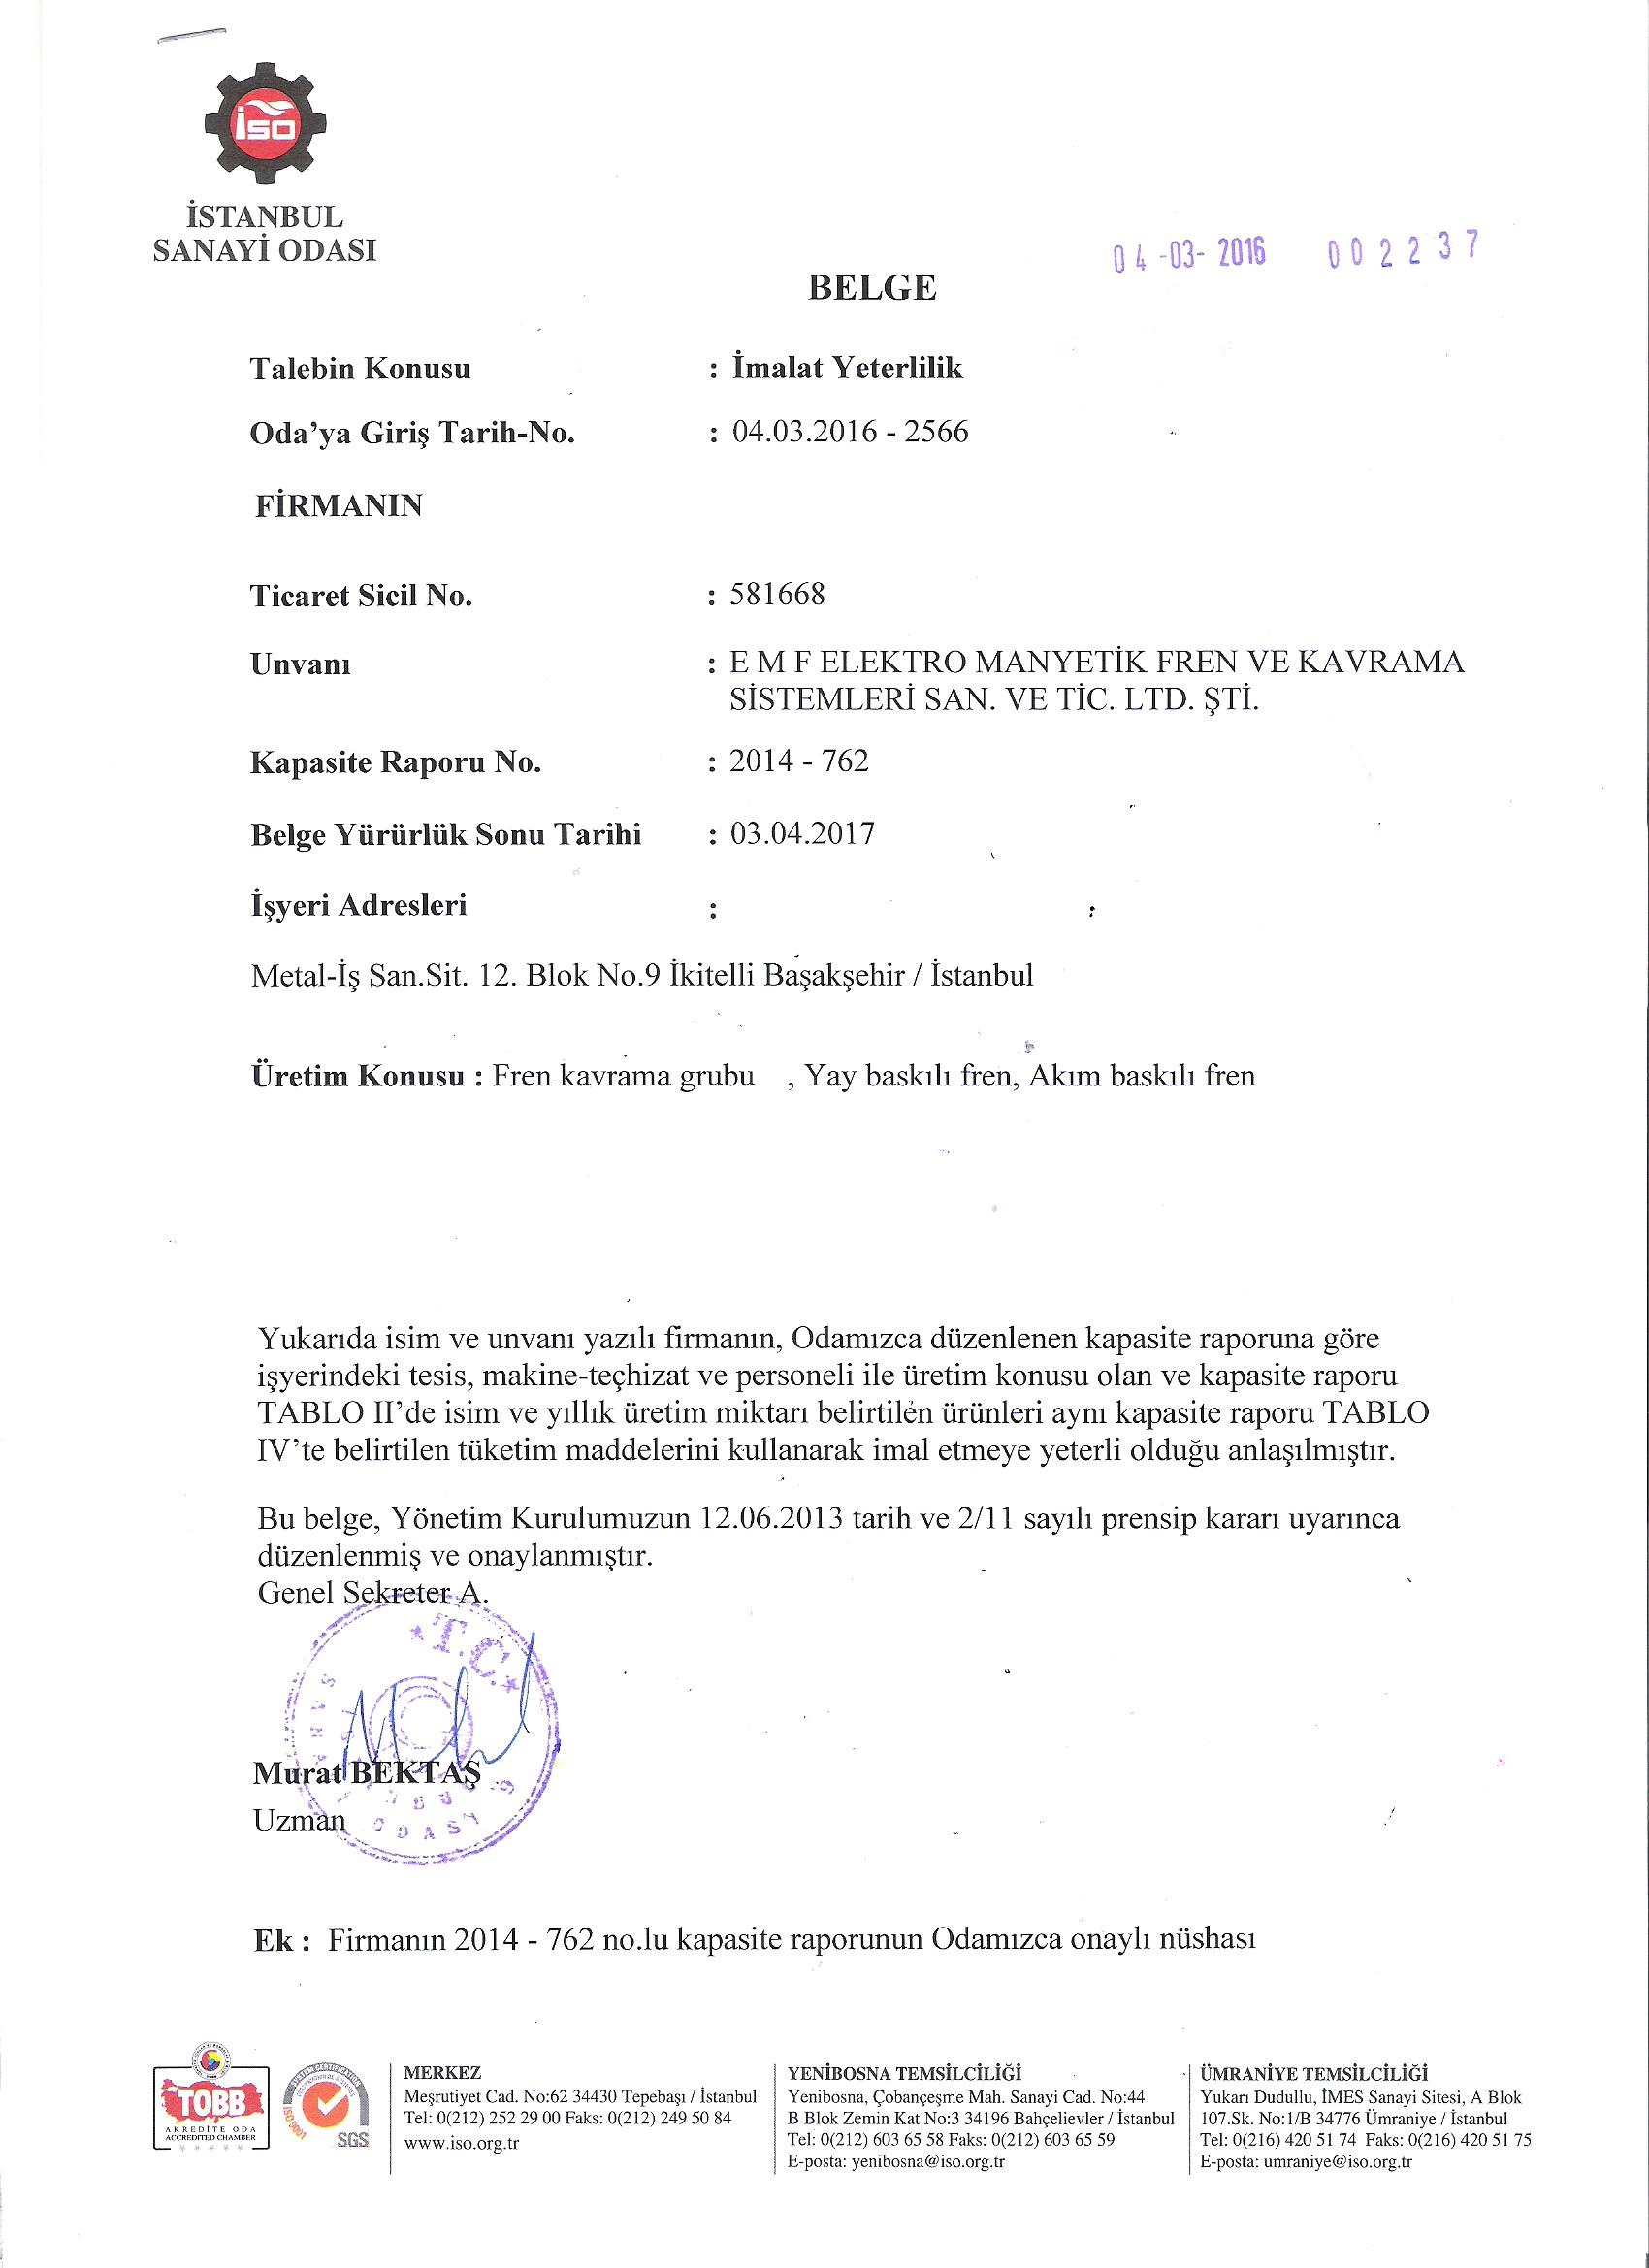 İSO
İSTANBUL
SANAYİ ODASI
04-03-2016 002237
BELGE
Talebin Konusu : İmalat Yeterlilik
Oda'ya Giriş Tarih-No. : 04.03.2016 - 2566
FİRMANIN
Ticaret Sicil No. : 581668
Unvanı : E M F ELEKTRO MANYETİK FREN VE KAVRAMA
SİSTEMLERİ SAN. VE TİC. LTD. ŞTİ.
Kapasite Raporu No. : 2014 - 762
Belge Yürürlük Sonu Tarihi : 03.04.2017
İşyeri Adresleri :
Metal-İş San.Sit. 12. Blok No.9 İkitelli Başakşehir / İstanbul
Üretim Konusu : Fren kavrama grubu , Yay baskılı fren, Akım baskılı fren
Yukarıda isim ve unvanı yazılı firmanın, Odamızca düzenlenen kapasite raporuna göre
işyerindeki tesis, makine-teçhizat ve personeli ile üretim konusu olan ve kapasite raporu
TABLO II'de isim ve yıllık üretim miktarı belirtilen ürünleri aynı kapasite raporu TABLO
IV'te belirtilen tüketim maddelerini kullanarak imal etmeye yeterli olduğu anlaşılmıştır.
Bu belge, Yönetim Kurulumuzun 12.06.2013 tarih ve 2/11 sayılı prensip kararı uyarınca
düzenlenmiş ve onaylanmıştır.
Genel Sekreter A.
T.C.
Murat BEKTAŞ
Uzman
ODASI
Ek : Firmanın 2014 - 762 no.lu kapasite raporunun Odamızca onaylı nüshası
TOBB
AKREDİTE ODA
ACCREDITED CHAMBER
ISO 9001
SGS
MERKEZ
Meşrutiyet Cad. No:62 34430 Tepebaşı / İstanbul
Tel: 0(212) 252 29 00 Faks: 0(212) 249 50 84
www.iso.org.tr
YENİBOSNA TEMSİLCİLİĞİ
Yenibosna, Çobançeşme Mah. Sanayi Cad. No:44
B Blok Zemin Kat No:3 34196 Bahçelievler / İstanbul
Tel: 0(212) 603 65 58 Faks: 0(212) 603 65 59
E-posta: yenibosna@iso.org.tr
ÜMRANİYE TEMSİLCİLİĞİ
Yukarı Dudullu, İMES Sanayi Sitesi, A Blok
107.Sk. No:1/B 34776 Ümraniye / İstanbul
Tel: 0(216) 420 51 74 Faks: 0(216) 420 51 75
E-posta: umraniye@iso.org.tr